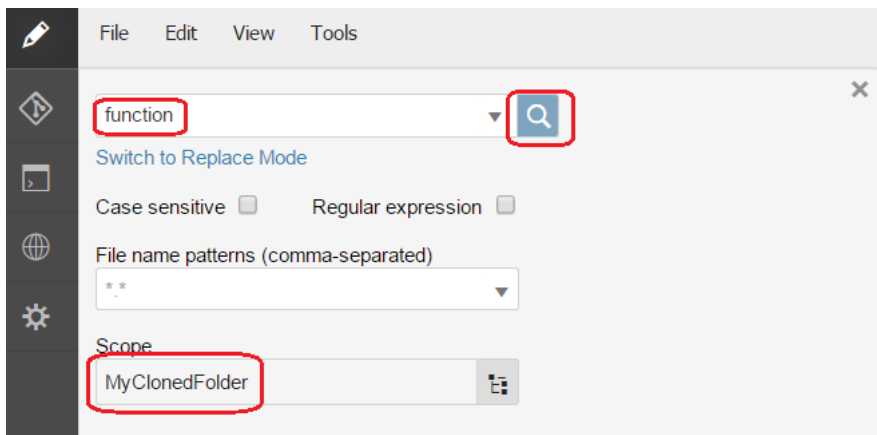 File Edit View Tools
function
Switch to Replace Mode
Case sensitive Regular expression
File name patterns (comma-separated)
*.*
Scope
MyClonedFolder